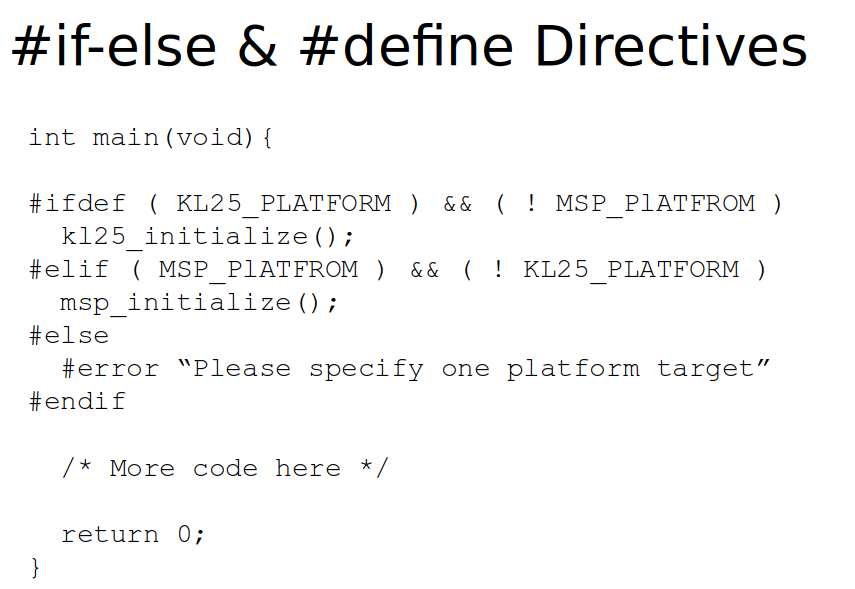 #if-else & #define Directives
int main(void){
#ifdef ( KL25_PLATFORM ) && ( ! MSP_PlATFROM )
kl25_initialize();
#elif ( MSP_PlATFROM ) && ( ! KL25_PLATFORM )
msp_initialize();
#else
#error “Please specify one platform target”
#endif
/* More code here */
return 0;
}